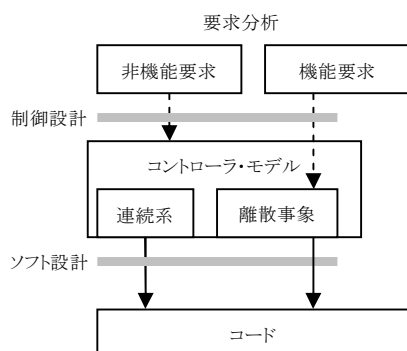 要求分析
非機能要求
機能要求
制御設計
コントローラ・モデル
連続系
離散事象
ソフト設計
コード